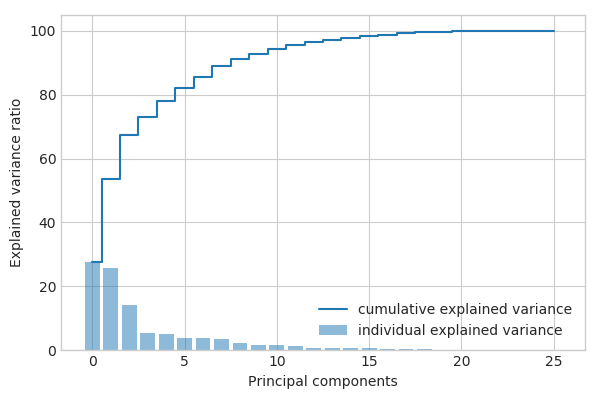 100
80
60
40
20
0
Explained variance ratio
cumulative explained variance
individual explained variance
0 5 10 15 20 25
Principal components